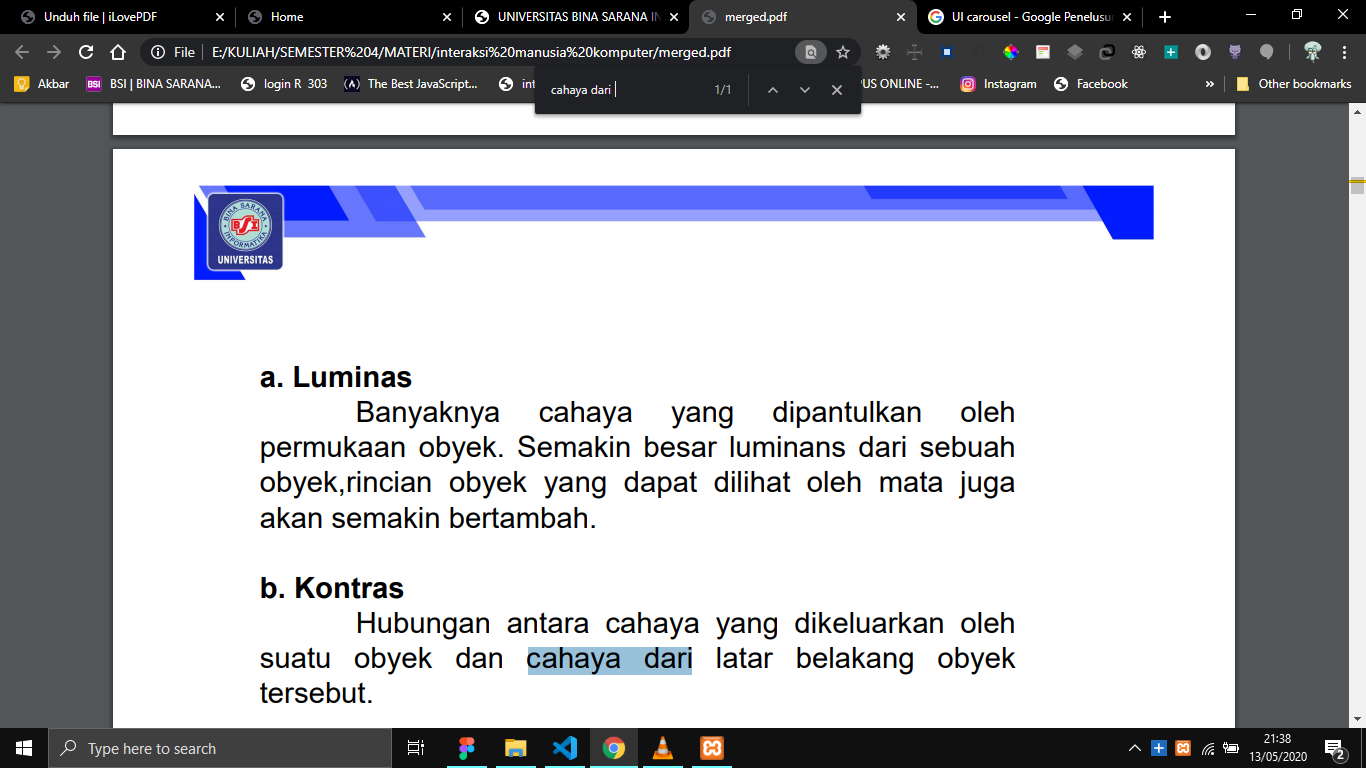 Unduh file | iLovePDF
Home
UNIVERSITAS BINA SARANA IN
merged.pdf
UI carousel - Google Penelusu
File
E:/KULIAH/SEMESTER%204/MATERI/interaksi%20manusia%20komputer/merged.pdf
Akbar
BSI | BINA SARANA...
login R 303
The Best JavaScript...
int
PUS ONLINE -...
Instagram
Facebook
»
Other bookmarks
cahaya dari
1/1
BINA SARANA
BSI
INFORMATIKA
UNIVERSITAS
a. Luminas
Banyaknya cahaya yang dipantulkan oleh
permukaan obyek. Semakin besar luminans dari sebuah
obyek,rincian obyek yang dapat dilihat oleh mata juga
akan semakin bertambah.
b. Kontras
Hubungan antara cahaya yang dikeluarkan oleh
suatu obyek dan cahaya dari latar belakang obyek
tersebut.
Type here to search
21:38
13/05/2020
2